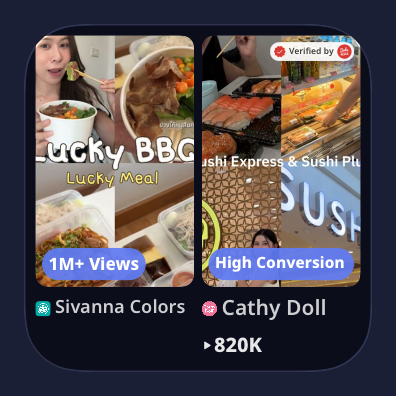 Lucky BBQ
Lucky Meal
1M+ Views
Sivanna Colors
Verified by
ushi Express & Sushi Plu
SUSH
High Conversion
Cathy Doll
820K